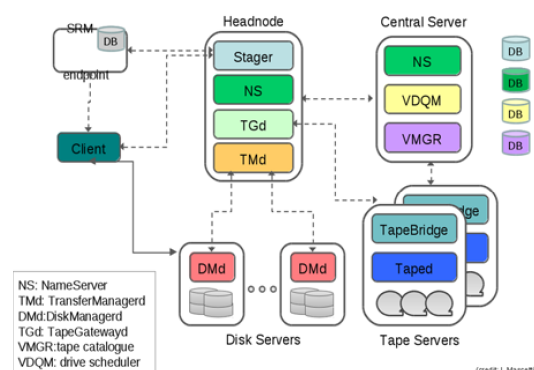 SRM
DB
endpoint
Client
Headnode
Stager
NS
TGd
TMd
Central Server
NS
VDQM
VMGR
DB
DB
DB
DB
DMd
DMd
Disk Servers
TapeBridge
Taped
Tape Servers
NS: NameServer
TMd: TransferManagerd
DMd:DiskManagerd
TGd: TapeGatewayd
VMGR:tape catalogue
VDQM: drive scheduler